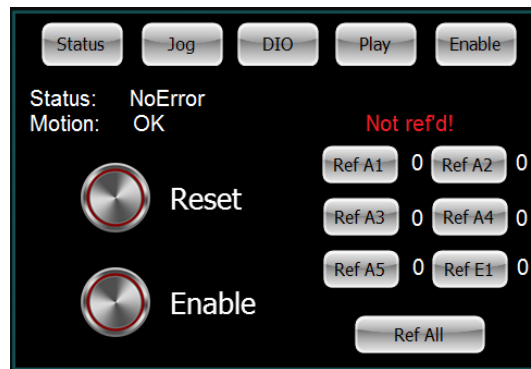 Status Jog DIO Play Enable
Status: NoError
Motion: OK
Not ref'd!
Ref A1 0 Ref A2 0
Reset
Ref A3 0 Ref A4 0
Ref A5 0 Ref E1 0
Enable
Ref All